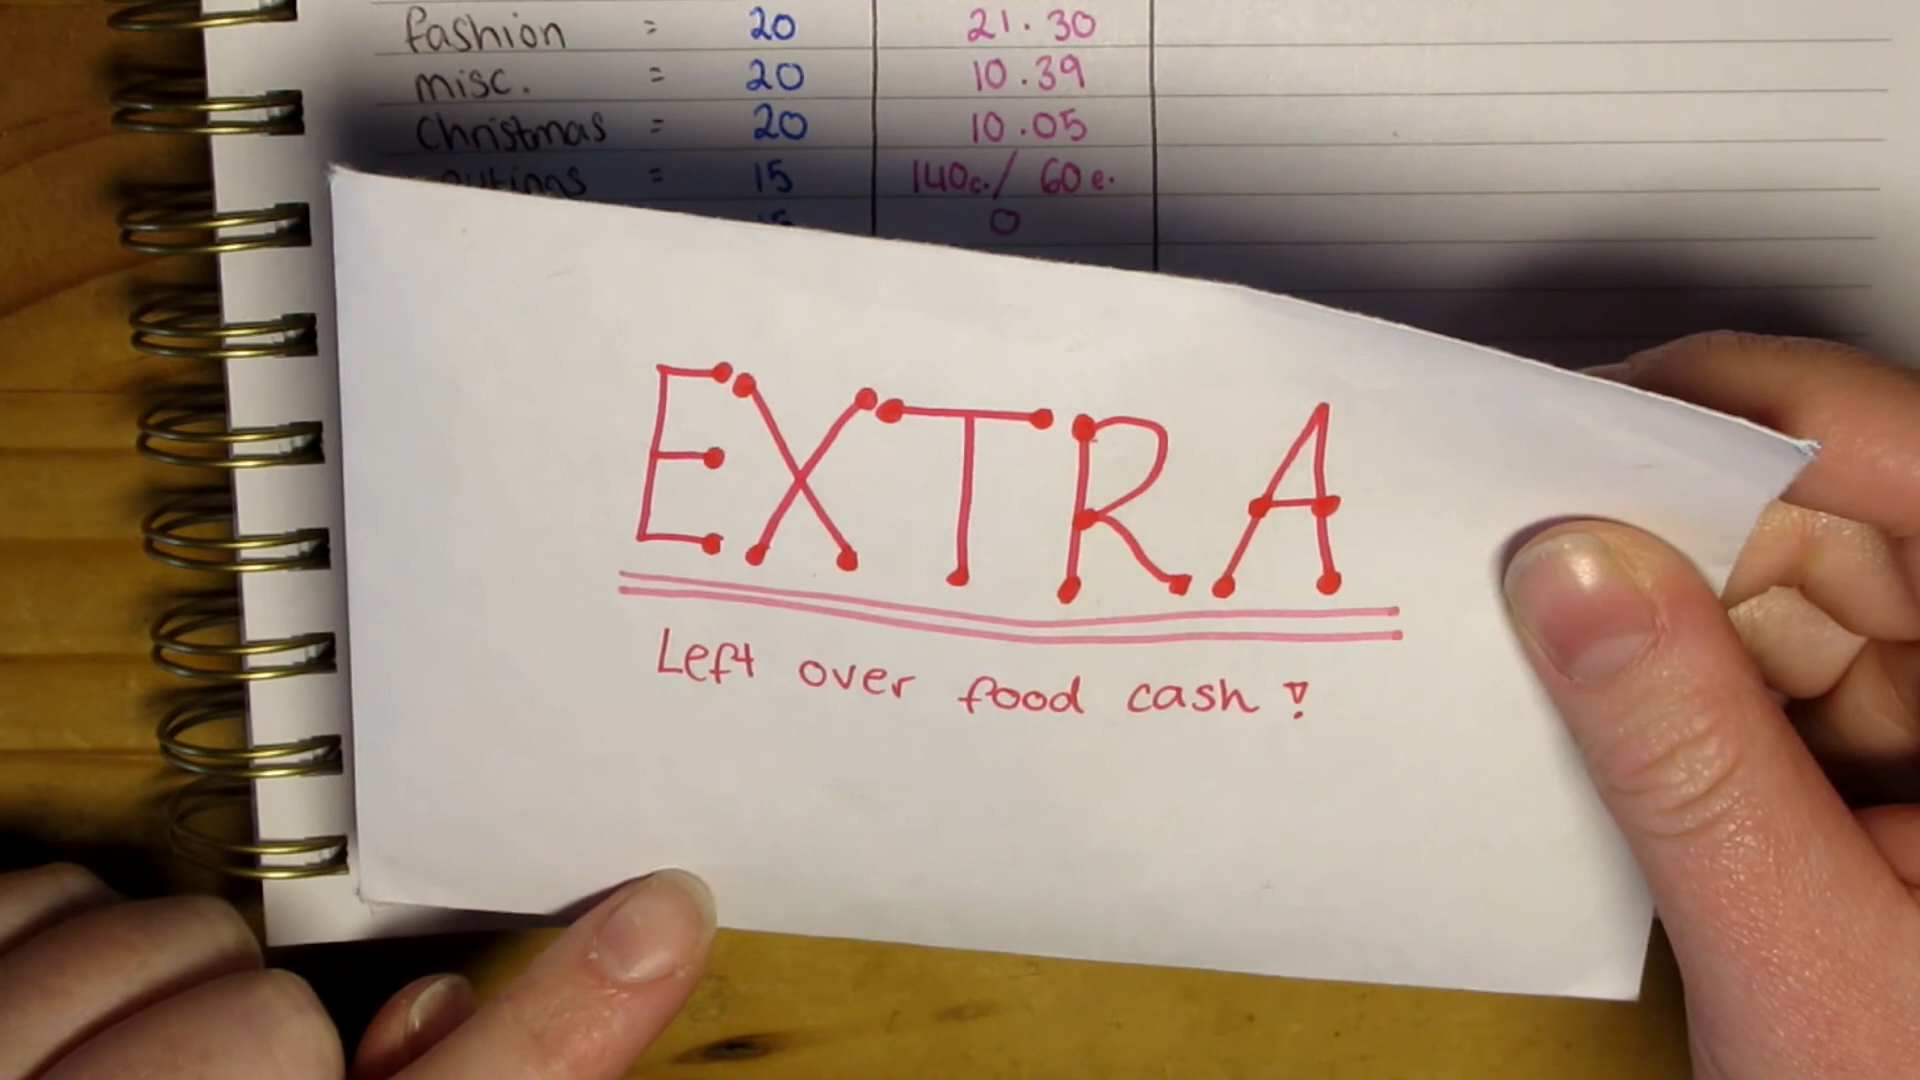 fashion = 20 21.30
misc. = 20 10.39
Christmas = 20 10.05
= 15 140c./ 60e.
15 0
EXTRA
Left over food cash !